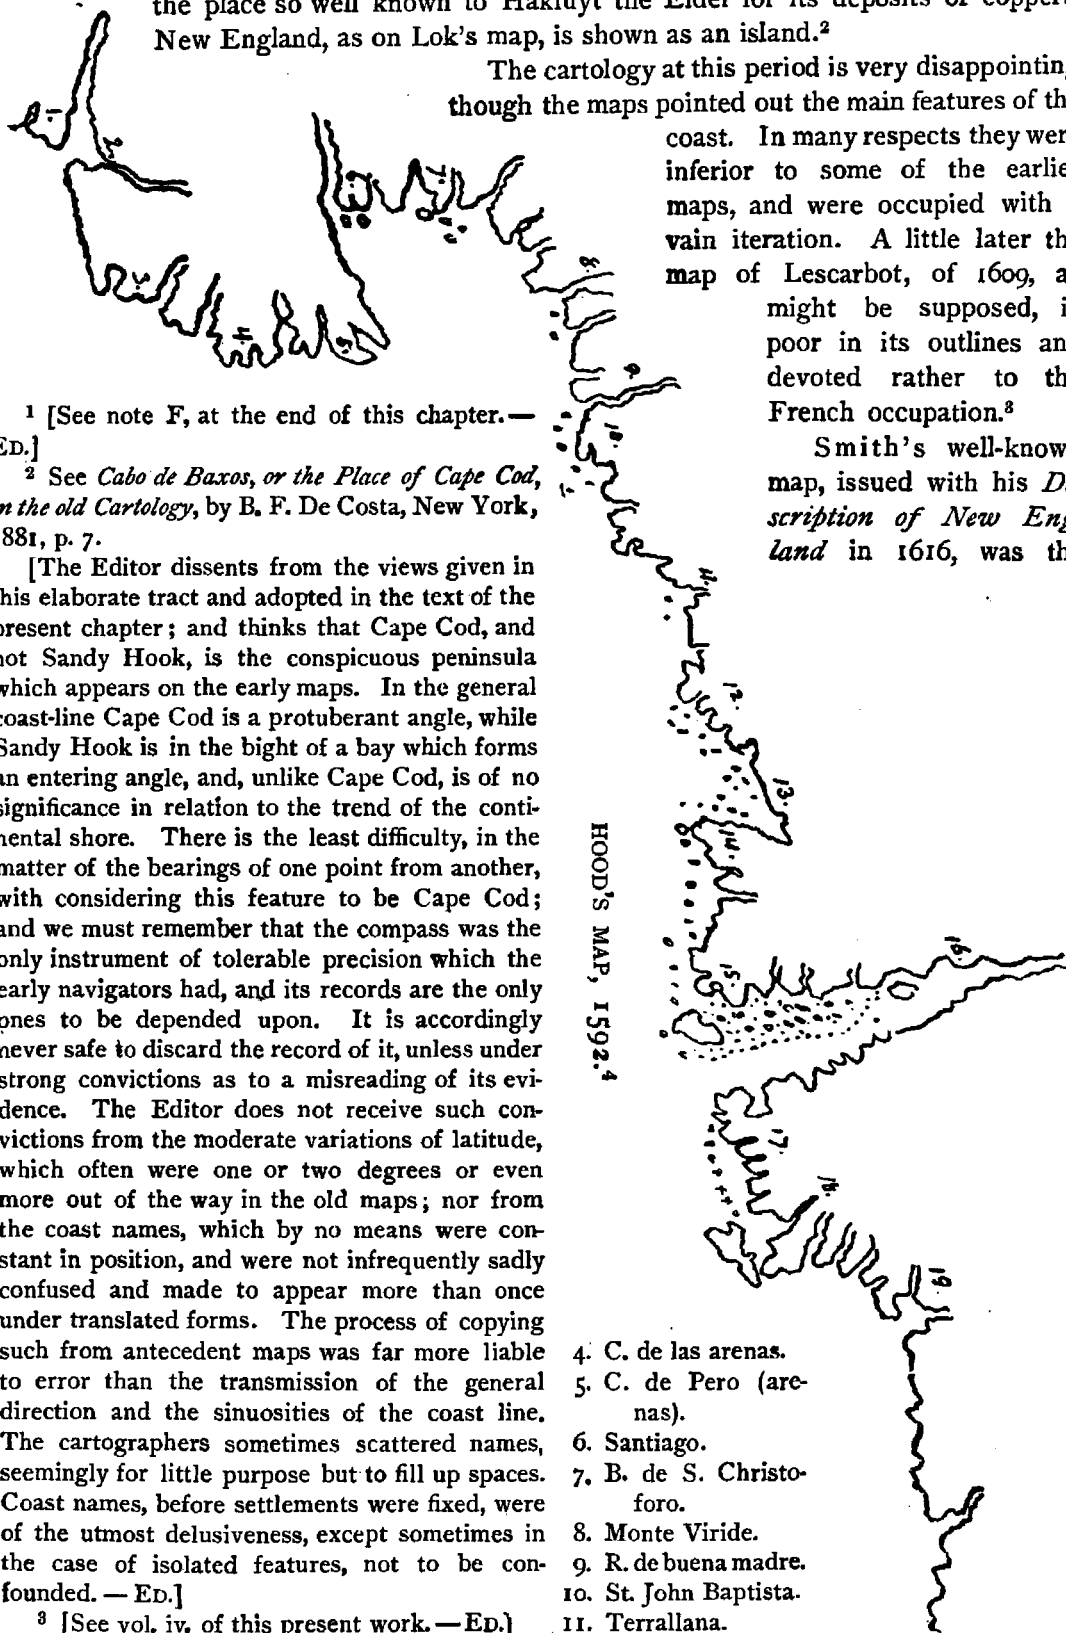 the place so well known to Hakluyt the Elder for its deposits of copper.
New England, as on Lok's map, is shown as an island.²
The cartology at this period is very disappointing
though the maps pointed out the main features of th
coast. In many respects they wer
inferior to some of the earlie
maps, and were occupied with
vain iteration. A little later th
map of Lescarbot, of 1609, a
might be supposed, i
poor in its outlines an
devoted rather to th
French occupation.³
Smith's well-know
map, issued with his D
scription of New Eng
land in 1616, was th
¹ [See note F, at the end of this chapter.—
ED.]
² See Cabo de Baxos, or the Place of Cape Cod,
n the old Cartology, by B. F. De Costa, New York,
881, p. 7.
[The Editor dissents from the views given in
his elaborate tract and adopted in the text of the
present chapter; and thinks that Cape Cod, and
not Sandy Hook, is the conspicuous peninsula
which appears on the early maps. In the general
coast-line Cape Cod is a protuberant angle, while
Sandy Hook is in the bight of a bay which forms
an entering angle, and, unlike Cape Cod, is of no
significance in relation to the trend of the conti-
nental shore. There is the least difficulty, in the
matter of the bearings of one point from another,
with considering this feature to be Cape Cod;
and we must remember that the compass was the
only instrument of tolerable precision which the
early navigators had, and its records are the only
ones to be depended upon. It is accordingly
never safe to discard the record of it, unless under
strong convictions as to a misreading of its evi-
dence. The Editor does not receive such con-
victions from the moderate variations of latitude,
which often were one or two degrees or even
more out of the way in the old maps; nor from
the coast names, which by no means were con-
stant in position, and were not infrequently sadly
confused and made to appear more than once
under translated forms. The process of copying
such from antecedent maps was far more liable
to error than the transmission of the general
direction and the sinuosities of the coast line.
The cartographers sometimes scattered names,
seemingly for little purpose but to fill up spaces.
Coast names, before settlements were fixed, were
of the utmost delusiveness, except sometimes in
the case of isolated features, not to be con-
founded. — ED.]
³ [See vol. iv. of this present work.—ED.]
8.
9.
10.
11.
12.
13.
14.
15.
16.
17.
18.
19.
HOOD'S MAP, 1592.⁴
4. C. de las arenas.
5. C. de Pero (are-
nas).
6. Santiago.
7. B. de S. Christo-
foro.
8. Monte Viride.
9. R. de buena madre.
10. St. John Baptista.
11. Terrallana.